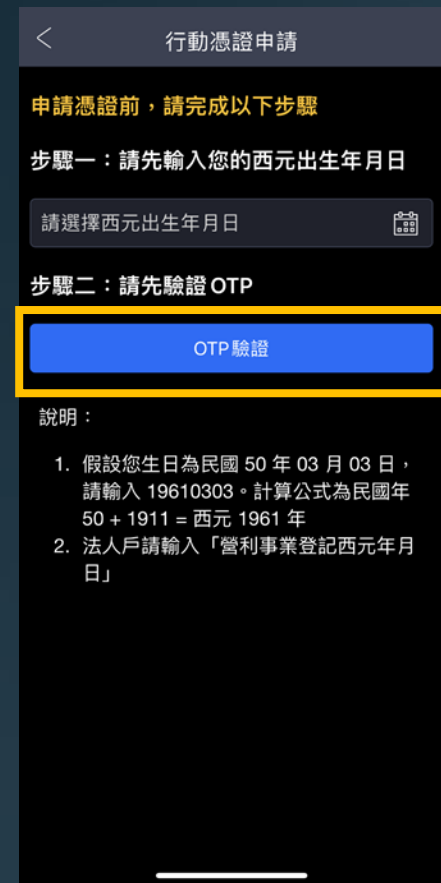 行動憑證申請
申請憑證前，請完成以下步驟
步驟一：請先輸入您的西元出生年月日
請選擇西元出生年月日
步驟二：請先驗證 OTP
OTP 驗證
說明：
1. 假設您生日為民國 50 年 03 月 03 日，
請輸入 19610303。計算公式為民國年
50 + 1911 = 西元 1961 年
2. 法人戶請輸入「營利事業登記西元年月
日」